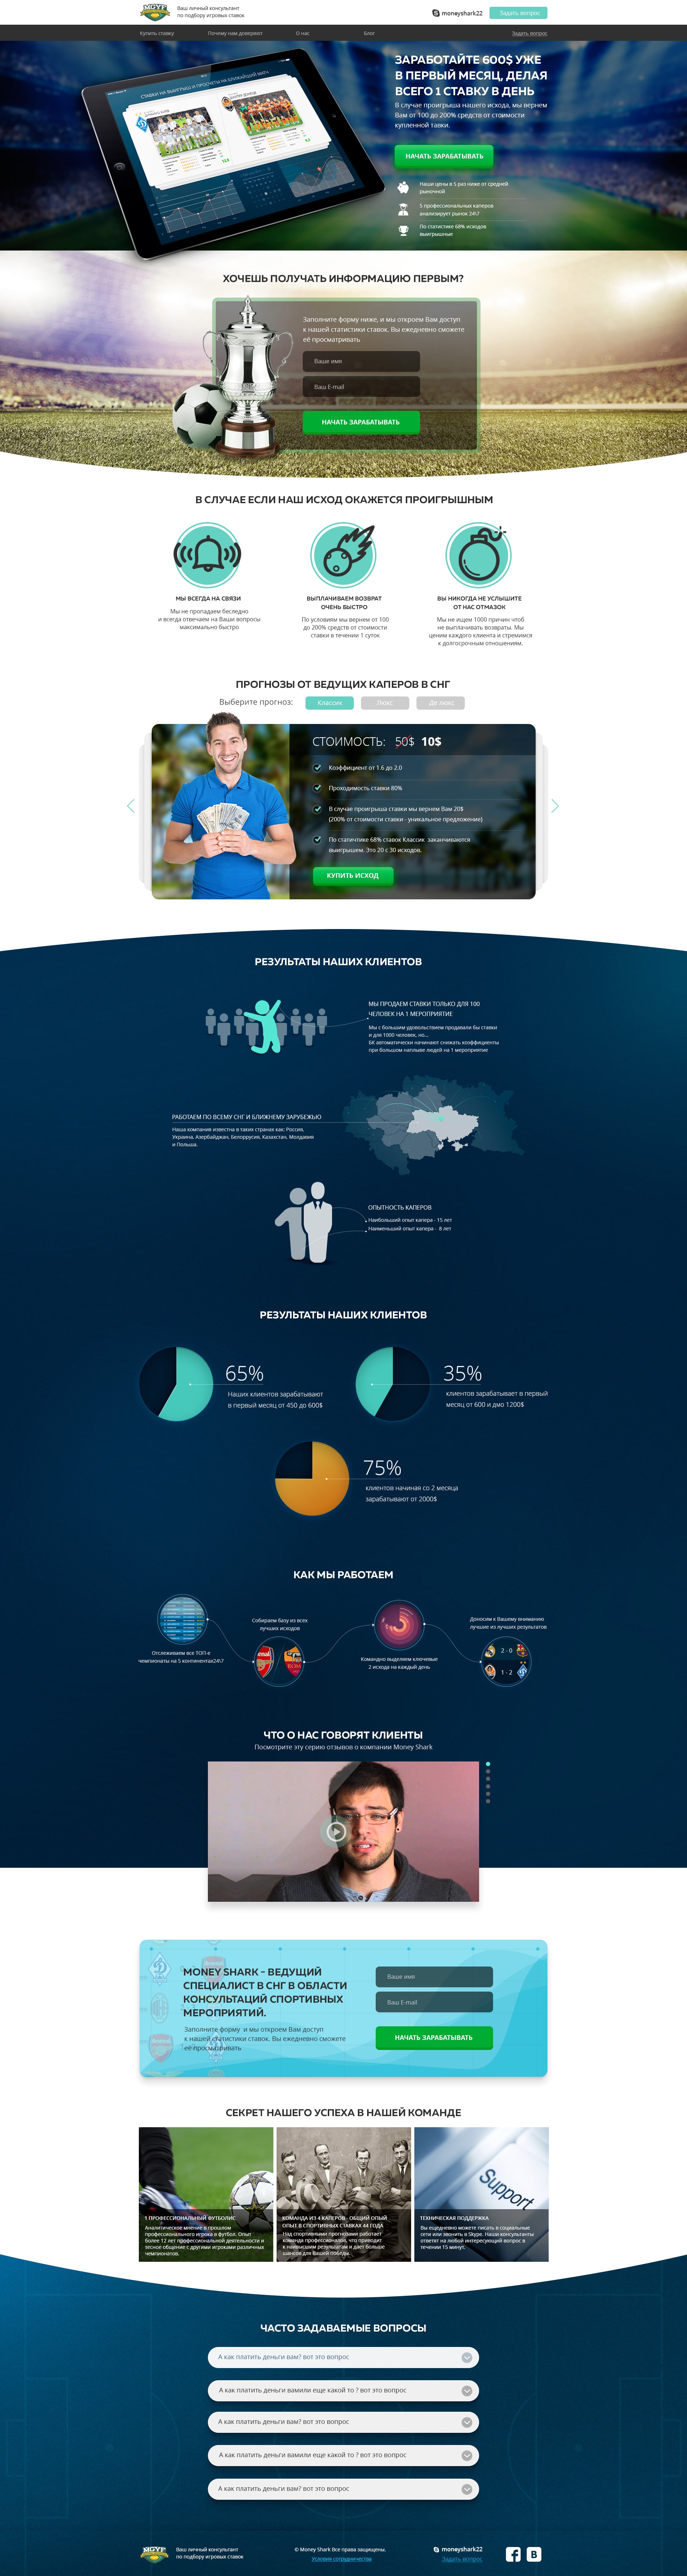 МУГР
Ваш личный консультант
по подбору игровых ставок
moneyshark22
Задать вопрос
Купить ставку
Почему нам доверяют
О нас
Блог
Задать вопрос
СТАВКИ НА ВЫИГРЫШ И ПРОСЧЕТЫ НА БЛИЖАЙШИЙ МАТЧ
ЗАРАБОТАЙТЕ 600$ УЖЕ
В ПЕРВЫЙ МЕСЯЦ, ДЕЛАЯ
ВСЕГО 1 СТАВКУ В ДЕНЬ
В случае проигрыша нашего исхода, мы вернем
Вам от 100 до 200% средств от стоимости
купленной тавки.
НАЧАТЬ ЗАРАБАТЫВАТЬ
Наши цены в 5 раз ниже от средней
рыночной
5 профессиональных каперов
анализирует рынок 24\7
По статистике 68% исходов
выигрышные
ХОЧЕШЬ ПОЛУЧАТЬ ИНФОРМАЦИЮ ПЕРВЫМ?
Заполните форму ниже, и мы откроем Вам доступ
к нашей статистики ставок. Вы ежедневно сможете
её просматривать
Ваше имя
Ваш E-mail
НАЧАТЬ ЗАРАБАТЫВАТЬ
В СЛУЧАЕ ЕСЛИ НАШ ИСХОД ОКАЖЕТСЯ ПРОИГРЫШНЫМ
МЫ ВСЕГДА НА СВЯЗИ
Мы не пропадаем беследно
и всегда отвечаем на Ваши вопросы
максимально быстро
ВЫПЛАЧИВАЕМ ВОЗВРАТ
ОЧЕНЬ БЫСТРО
По условиям мы вернем от 100
до 200% средств от стоимости
ставки в течении 1 суток
ВЫ НИКОГДА НЕ УСЛЫШИТЕ
ОТ НАС ОТМАЗОК
Мы не ищем 1000 причин чтоб
не выплачивать возвраты. Мы
ценим каждого клиента и стремимся
к долгосрочным отношениям.
ПРОГНОЗЫ ОТ ВЕДУЩИХ КАПЕРОВ В СНГ
Выберите прогноз:
Классик
Люкс
Де люкс
СТОИМОСТЬ: 50$ 10$
Коэффициент от 1.6 до 2.0
Проходимость ставки 80%
В случае проигрыша ставки мы вернем Вам 20$
(200% от стоимости ставки - уникальное предложение)
По статичтике 68% ставок Классик заканчиваются
выигрышем. Это 20 с 30 исходов.
КУПИТЬ ИСХОД
РЕЗУЛЬТАТЫ НАШИХ КЛИЕНТОВ
МЫ ПРОДАЕМ СТАВКИ ТОЛЬКО ДЛЯ 100
ЧЕЛОВЕК НА 1 МЕРОПРИЯТИЕ
Мы с большим удовольствием продавали бы ставки
и для 1000 человек, но...
БК автоматически начинают снижать коэффициенты
при большом наплыве людей на 1 мероприятие
РАБОТАЕМ ПО ВСЕМУ СНГ И БЛИЖНЕМУ ЗАРУБЕЖЬЮ
Наша компания известна в таких странах как: Россия,
Украина, Азербайджан, Белоруссия, Казахстан, Молдавия
и Польша.
ОПЫТНОСТЬ КАПЕРОВ
Наибольший опыт капера - 15 лет
Наименьший опыт капера - 8 лет
РЕЗУЛЬТАТЫ НАШИХ КЛИЕНТОВ
65%
Наших клиентов зарабатывают
в первый месяц от 450 до 600$
35%
клиентов зарабатывает в первый
месяц от 600 и дмо 1200$
75%
клиентов начиная со 2 месяца
зарабатывают от 2000$
КАК МЫ РАБОТАЕМ
Отслеживаем все ТОП-е
чемпионаты на 5 континентах24\7
Собираем базу из всех
лучших исходов
Командно выделяем ключевые
2 исхода на каждый день
Доносим к Вашему вниманию
лучшие из лучших результатов
2 - 0
1 - 2
ЧТО О НАС ГОВОРЯТ КЛИЕНТЫ
Посмотрите эту серию отзывов о компании Money Shark
MONEY SHARK - ВЕДУЩИЙ
СПЕЦИАЛИСТ В СНГ В ОБЛАСТИ
КОНСУЛЬТАЦИЙ СПОРТИВНЫХ
МЕРОПРИЯТИЙ.
Заполните форму и мы откроем Вам доступ
к нашей статистики ставок. Вы ежедневно сможете
её просматривать
Ваше имя
Ваш E-mail
НАЧАТЬ ЗАРАБАТЫВАТЬ
СЕКРЕТ НАШЕГО УСПЕХА В НАШЕЙ КОМАНДЕ
1 ПРОФЕССИОНАЛЬНЫЙ ФУТБОЛИС
Аналитическое мнение в прошлом
профессионального игрока в футбол. Опыт
более 12 лет профессиональной деятельности и
тесное общение с другими игроками различных
чемпионатов.
КОМАНДА ИЗ 4 КАПЕРОВ - ОБЩИЙ ОПЫЙ
ОПЫТ В СПОРТИВНЫХ СТАВКАХ 44 ГОДА
Над спортивными прогнозами работает
команда профессионалов, что приводит
к наивысшим результатам и дает больше
шансов для Вашей победы.
Support
ТЕХНИЧЕСКАЯ ПОДДЕРЖКА
Вы ещедневно можете писать в социальные
сети или звонить в Skype. Наши консультанты
ответят на любой интересующий вопрос в
течении 15 минут.
ЧАСТО ЗАДАВАЕМЫЕ ВОПРОСЫ
А как платить деньги вам? вот это вопрос
А как платить деньги вамили еще какой то ? вот это вопрос
А как платить деньги вам? вот это вопрос
А как платить деньги вамили еще какой то ? вот это вопрос
А как платить деньги вам? вот это вопрос
МУГР
Ваш личный консультант
по подбору игровых ставок
© Money Shark Все права защищены.
Условия сотрудничества
moneyshark22
Задать вопрос